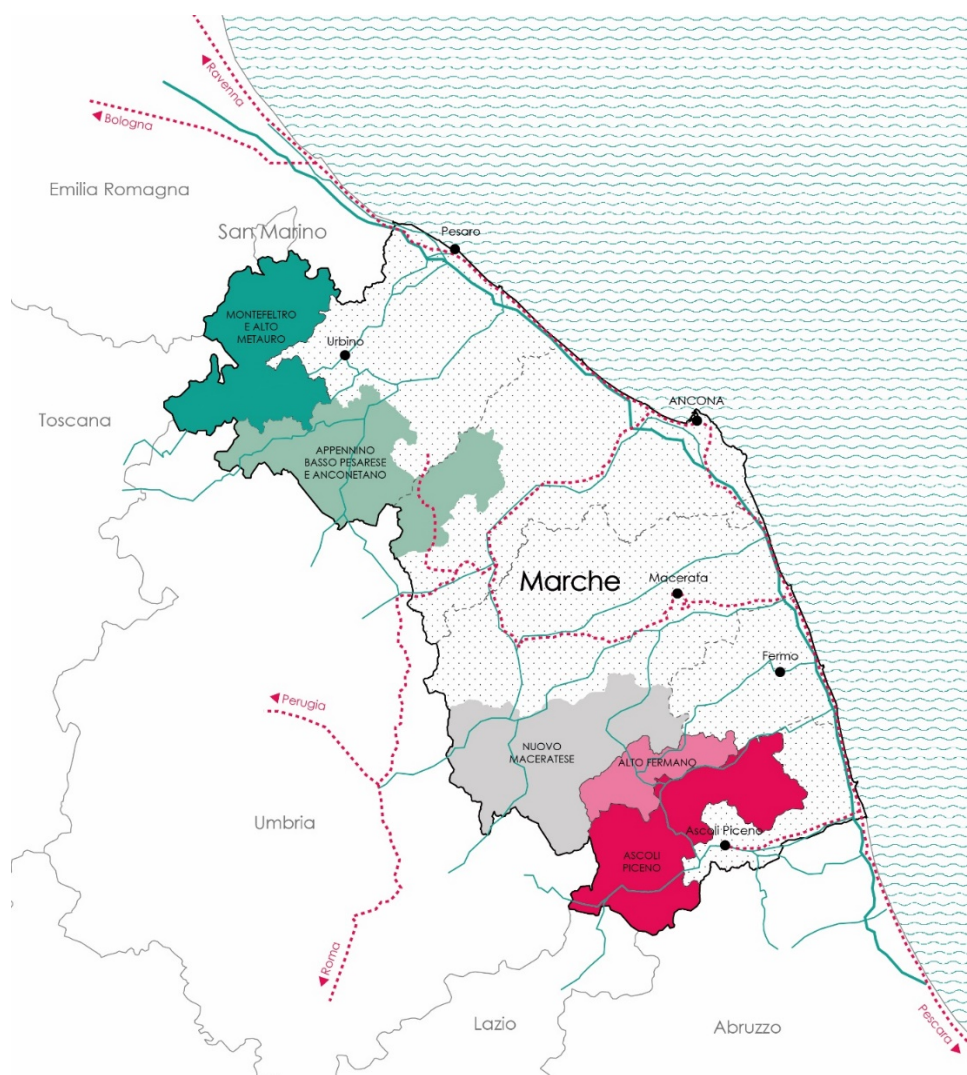 Ravenna
Bologna
Emilia Romagna
San Marino
Pesaro
MONTEFELTRO
E ALTO
METAURO
Urbino
Toscana
ANCONA
APPENNINO
BASSO PESARESE
E ANCONETANO
Marche
Macerata
Fermo
Perugia
NUOVO
MACERATESE
ALTO FERMANO
Umbria
Ascoli Piceno
ASCOLI
PICENO
Roma
Lazio
Abruzzo
Pescara